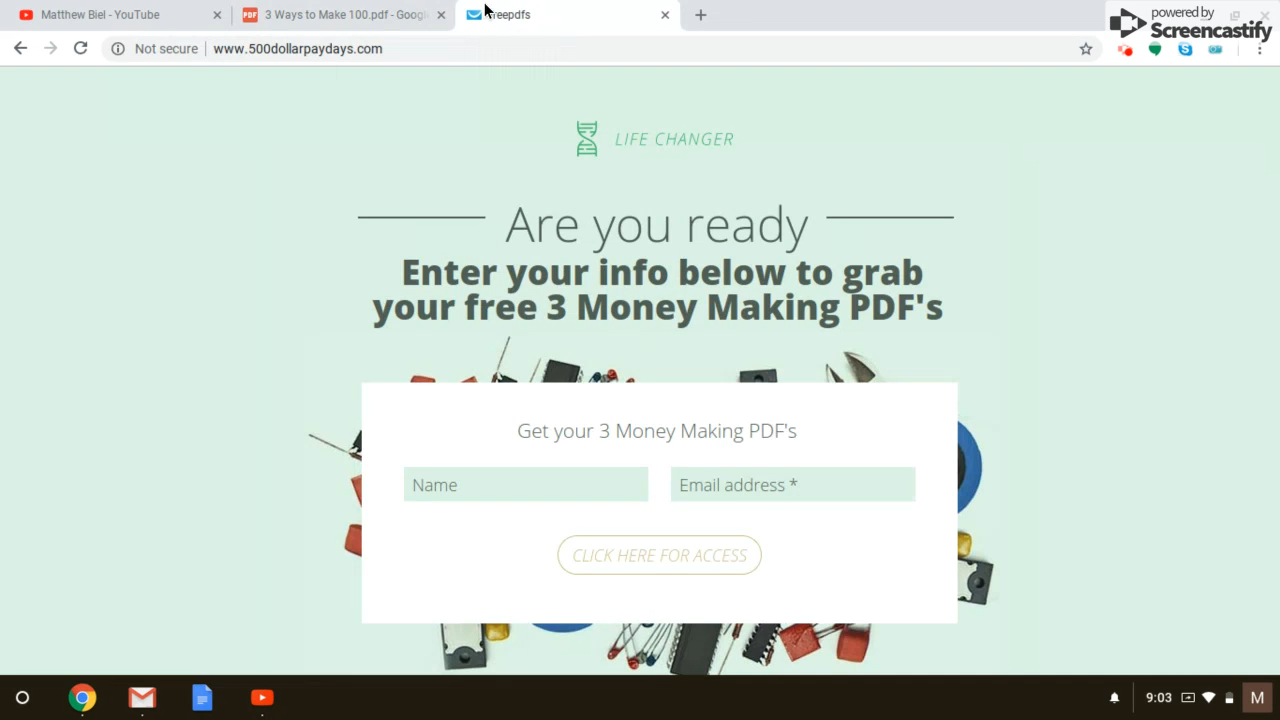 Matthew Biel - YouTube
3 Ways to Make 100.pdf - Goog
freepdfs
powered by
Screencastify
Not secure
www.500dollarpaydays.com
LIFE CHANGER
Are you ready
Enter your info below to grab
your free 3 Money Making PDF's
Get your 3 Money Making PDF's
Name
Email address *
CLICK HERE FOR ACCESS
9:03
M